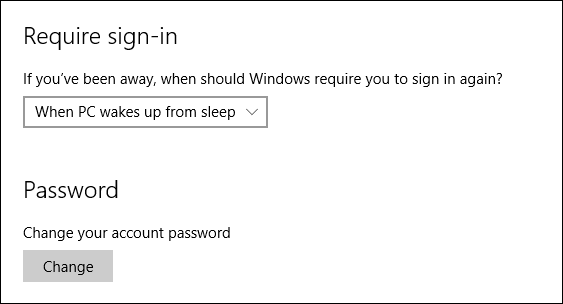 Require sign-in
If you've been away, when should Windows require you to sign in again?
When PC wakes up from sleep
Password
Change your account password
Change